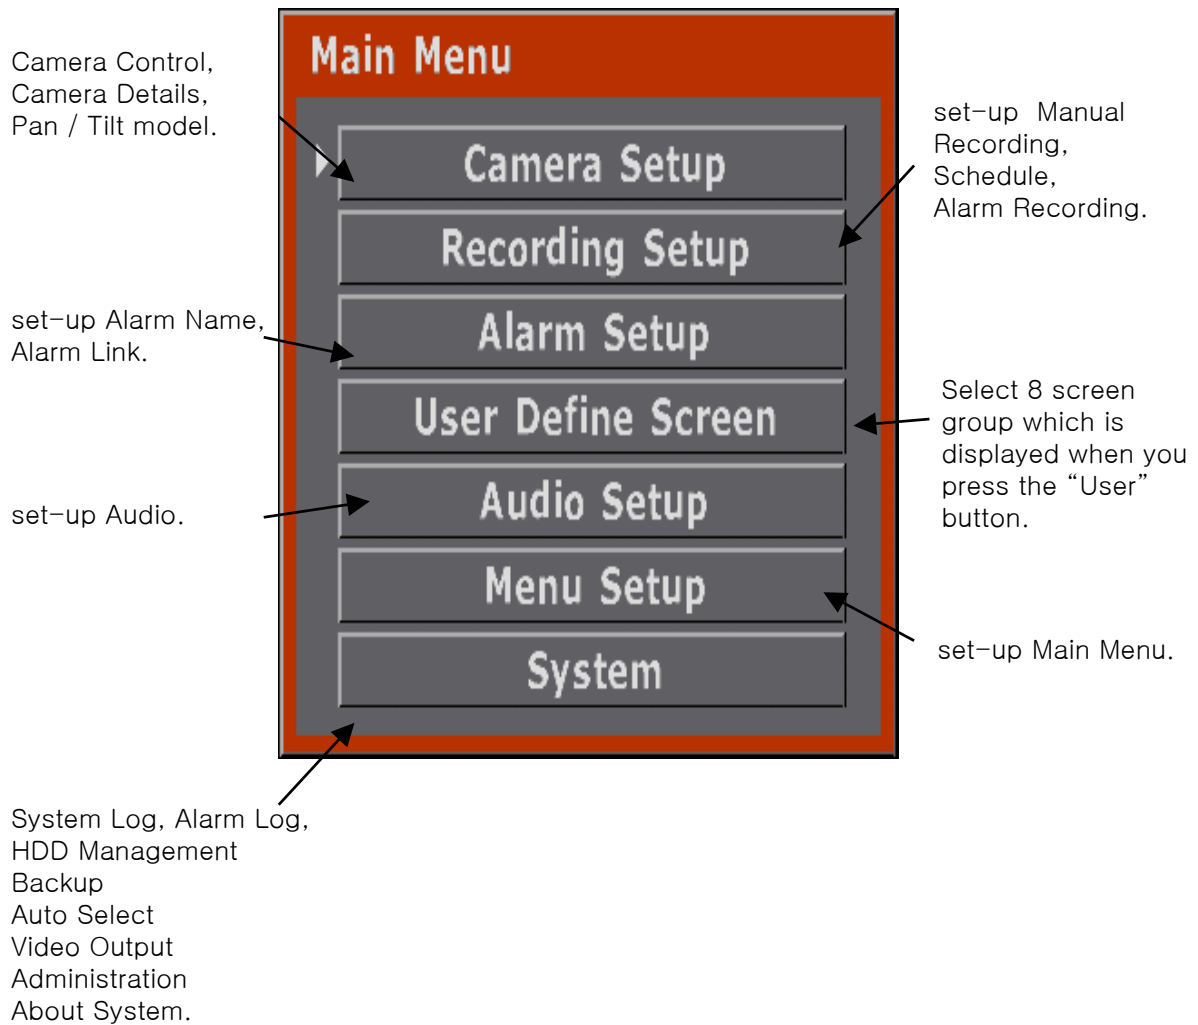 Main Menu
Camera Control,
Camera Details,
Pan / Tilt model.
set-up  Manual
Recording,
Schedule,
Alarm Recording.
Camera Setup
Recording Setup
set-up Alarm Name,
Alarm Link.
Alarm Setup
User Define Screen
Select 8 screen
group which is
displayed when you
press the “User”
button.
set-up Audio.
Audio Setup
Menu Setup
set-up Main Menu.
System
System Log, Alarm Log,
HDD Management
Backup
Auto Select
Video Output
Administration
About System.